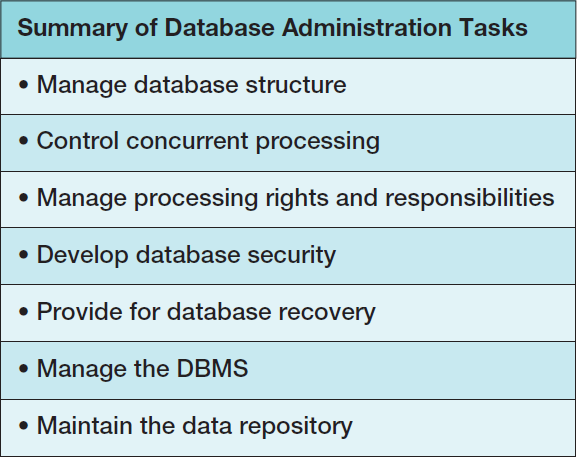 Summary of Database Administration Tasks
• Manage database structure
• Control concurrent processing
• Manage processing rights and responsibilities
• Develop database security
• Provide for database recovery
• Manage the DBMS
• Maintain the data repository